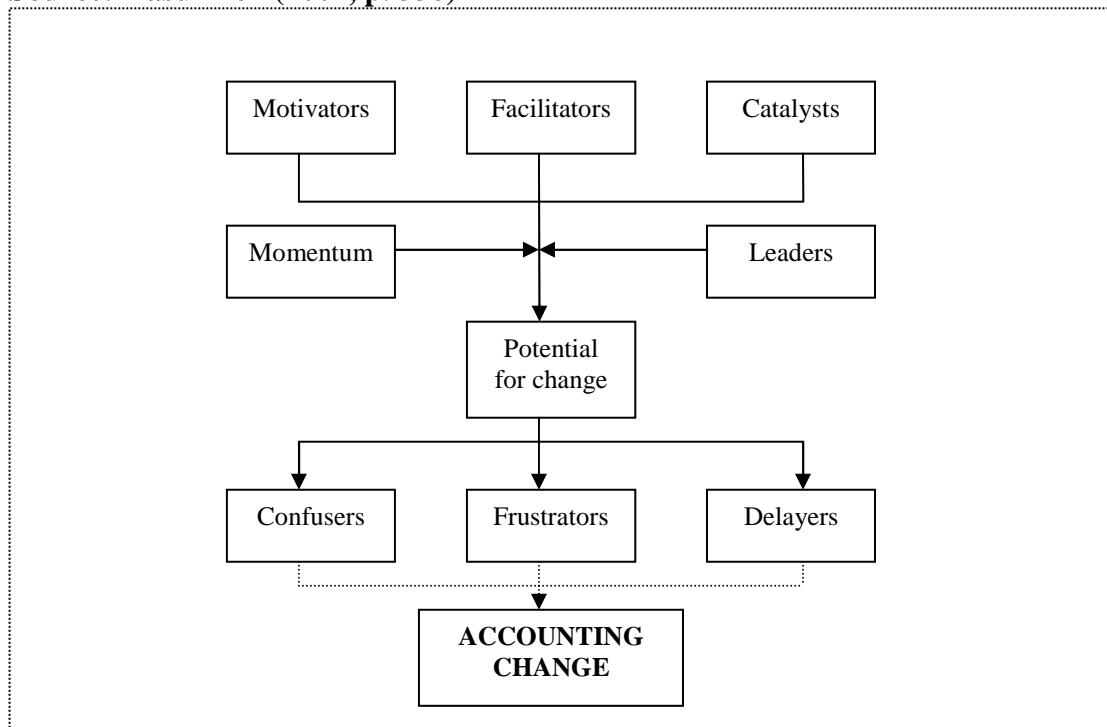 Motivators
Facilitators
Catalysts
Momentum
Leaders
Potential
for change
Confusers
Frustrators
Delayers
ACCOUNTING
CHANGE